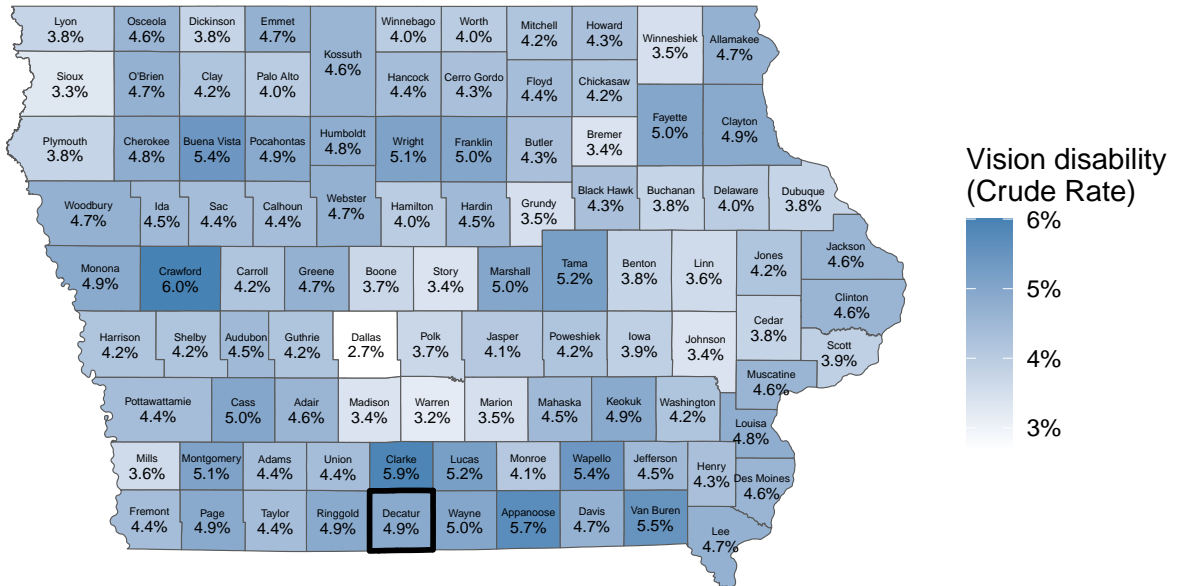 Lyon
3.8%
Osceola
4.6%
Dickinson
3.8%
Emmet
4.7%
Winnebago
4.0%
Worth
4.0%
Mitchell
4.2%
Howard
4.3%
Winneshiek
3.5%
Allamakee
4.7%
Kossuth
4.6%
Sioux
3.3%
O'Brien
4.7%
Clay
4.2%
Palo Alto
4.0%
Hancock
4.4%
Cerro Gordo
4.3%
Floyd
4.4%
Chickasaw
4.2%
Fayette
5.0%
Clayton
4.9%
Plymouth
3.8%
Cherokee
4.8%
Buena Vista
5.4%
Pocahontas
4.9%
Humboldt
4.8%
Wright
5.1%
Franklin
5.0%
Butler
4.3%
Bremer
3.4%
Woodbury
4.7%
Ida
4.5%
Sac
4.4%
Calhoun
4.4%
Webster
4.7%
Hamilton
4.0%
Hardin
4.5%
Grundy
3.5%
Black Hawk
4.3%
Buchanan
3.8%
Delaware
4.0%
Dubuque
3.8%
Monona
4.9%
Crawford
6.0%
Carroll
4.2%
Greene
4.7%
Boone
3.7%
Story
3.4%
Marshall
5.0%
Tama
5.2%
Benton
3.8%
Linn
3.6%
Jones
4.2%
Jackson
4.6%
Clinton
4.6%
Harrison
4.2%
Shelby
4.2%
Audubon
4.5%
Guthrie
4.2%
Dallas
2.7%
Polk
3.7%
Jasper
4.1%
Poweshiek
4.2%
Iowa
3.9%
Johnson
3.4%
Cedar
3.8%
Scott
3.9%
Muscatine
4.6%
Pottawattamie
4.4%
Cass
5.0%
Adair
4.6%
Madison
3.4%
Warren
3.2%
Marion
3.5%
Mahaska
4.5%
Keokuk
4.9%
Washington
4.2%
Louisa
4.8%
Mills
3.6%
Montgomery
5.1%
Adams
4.4%
Union
4.4%
Clarke
5.9%
Lucas
5.2%
Monroe
4.1%
Wapello
5.4%
Jefferson
4.5%
Henry
4.3%
Des Moines
4.6%
Fremont
4.4%
Page
4.9%
Taylor
4.4%
Ringgold
4.9%
Decatur
4.9%
Wayne
5.0%
Appanoose
5.7%
Davis
4.7%
Van Buren
5.5%
Lee
4.7%
Vision disability
(Crude Rate)
6%
5%
4%
3%